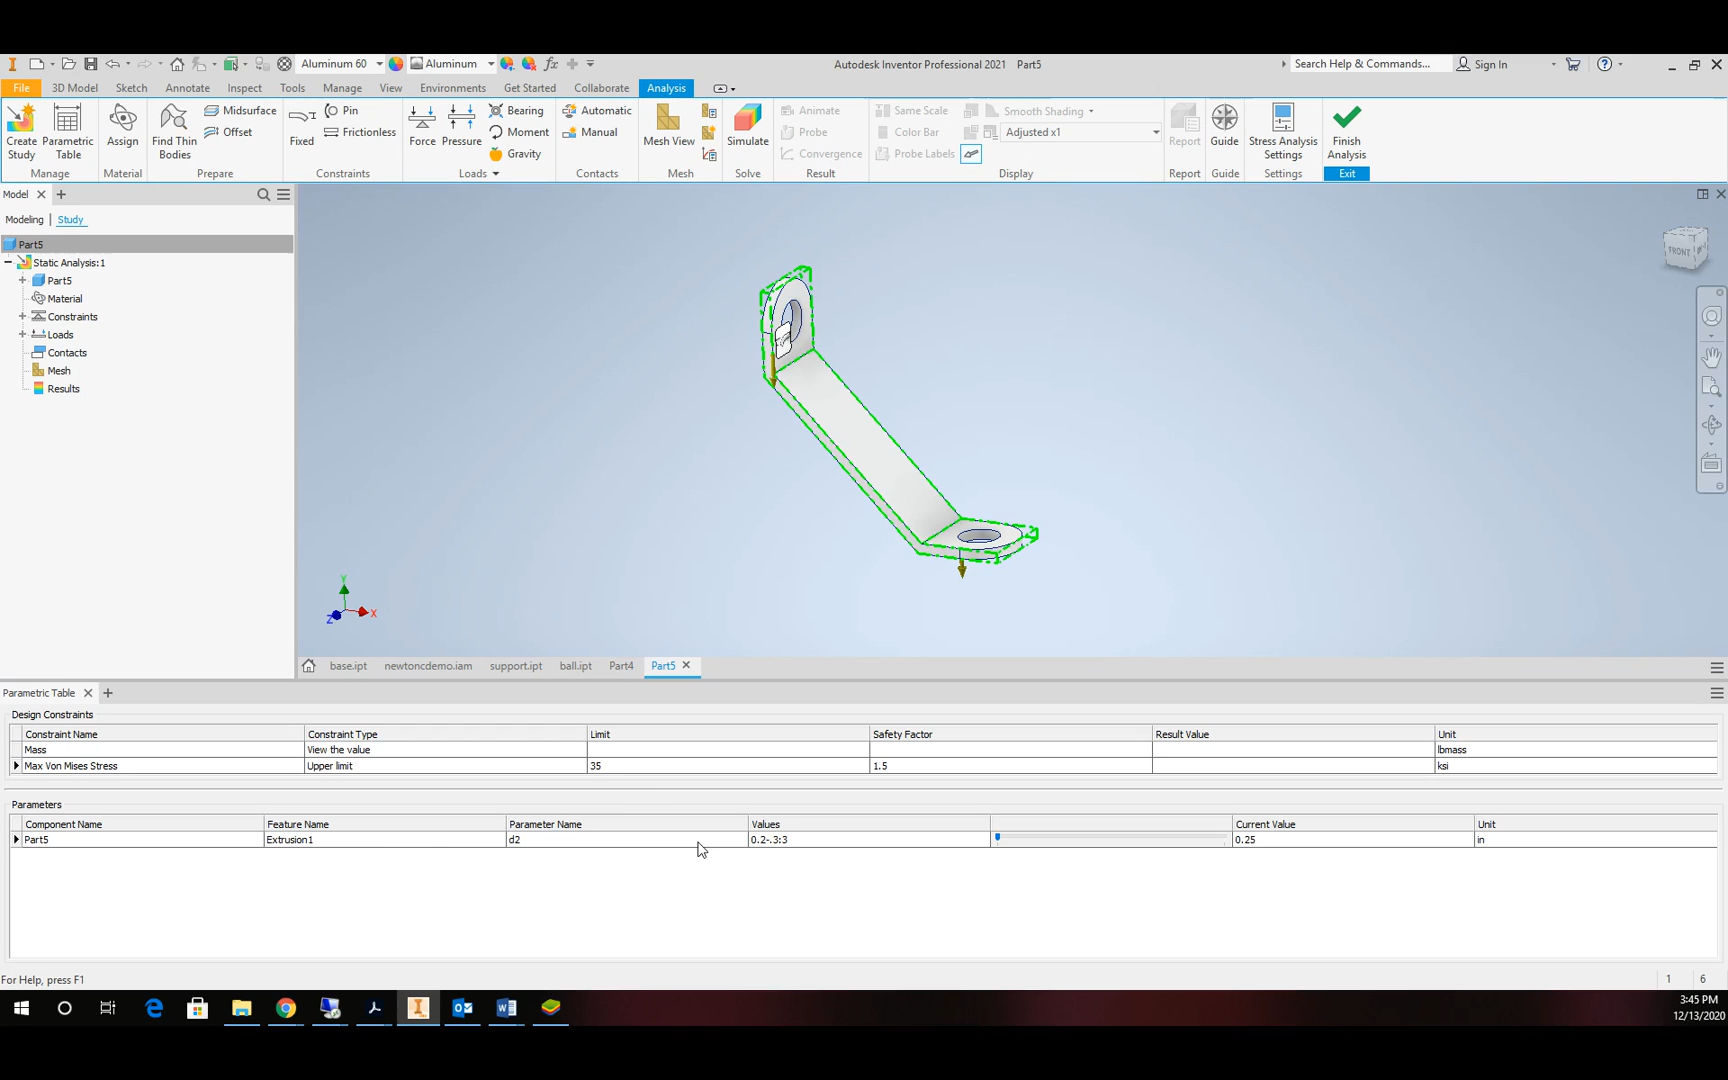 Aluminum 60
Aluminum
Autodesk Inventor Professional 2021 Part5
Search Help & Commands...
Sign In
File
3D Model
Sketch
Annotate
Inspect
Tools
Manage
View
Environments
Get Started
Collaborate
Analysis
Create Study
Parametric Table
Manage
Assign
Material
Find Thin Bodies
Midsurface
Offset
Prepare
Fixed
Pin
Frictionless
Constraints
Force
Pressure
Bearing
Moment
Gravity
Loads
Automatic
Manual
Contacts
Mesh View
Mesh
Simulate
Solve
Animate
Probe
Convergence
Result
Same Scale
Color Bar
Probe Labels
Smooth Shading
Adjusted x1
Display
Report
Report
Guide
Guide
Stress Analysis Settings
Settings
Finish Analysis
Exit
Model
Modeling | Study
Part5
Static Analysis:1
Part5
Material
Constraints
Loads
Contacts
Mesh
Results
FRONT
Y
X
Z
base.ipt
newtoncdemo.iam
support.ipt
ball.ipt
Part4
Part5
Parametric Table
Design Constraints
Constraint Name Constraint Type Limit Safety Factor Result Value Unit
Mass View the value lbmass
Max Von Mises Stress Upper limit 35 1.5 ksi
Parameters
Component Name Feature Name Parameter Name Values Current Value Unit
Part5 Extrusion1 d2 0.2-.3:3 0.25 in
For Help, press F1
1 6
3:45 PM
12/13/2020